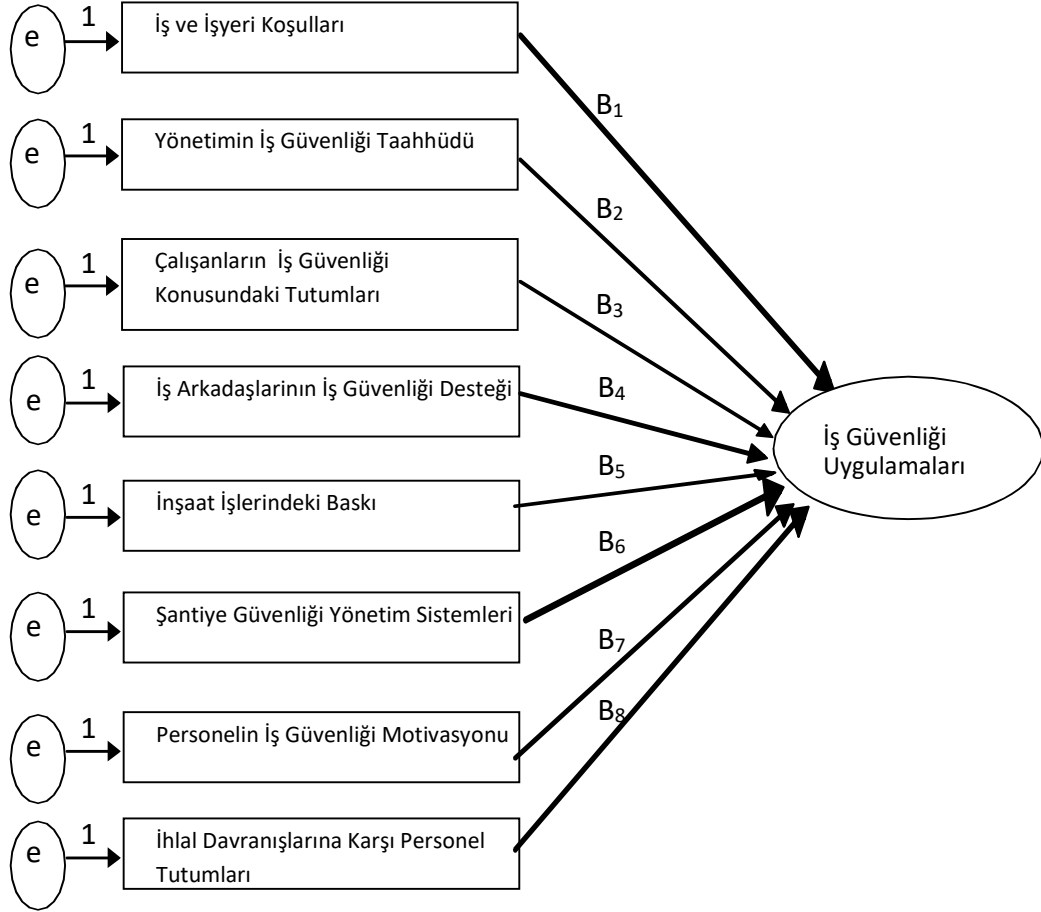 e
1
İş ve İşyeri Koşulları
B1
e
1
Yönetimin İş Güvenliği Taahhüdü
B2
e
1
Çalışanların İş Güvenliği
Konusundaki Tutumları
B3
e
1
İş Arkadaşlarinın İş Güvenliği Desteği
B4
İş Güvenliği
Uygulamaları
e
1
İnşaat İşlerindeki Baskı
B5
e
1
Şantiye Güvenliği Yönetim Sistemleri
B6
e
1
Personelin İş Güvenliği Motivasyonu
B7
e
1
İhlal Davranışlarına Karşı Personel
Tutumları
B8